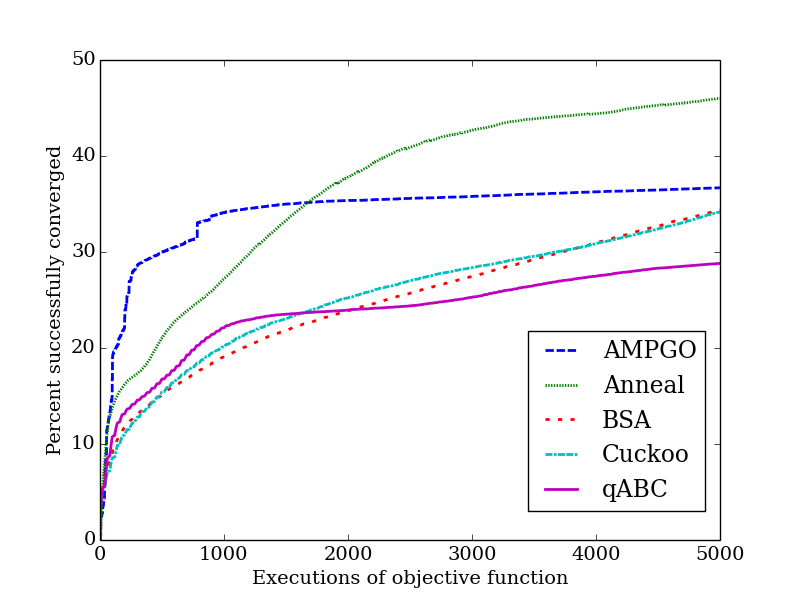 50
40
30
20
10
0
Percent successfully converged
AMPGO
Anneal
BSA
Cuckoo
qABC
0 1000 2000 3000 4000 5000
Executions of objective function